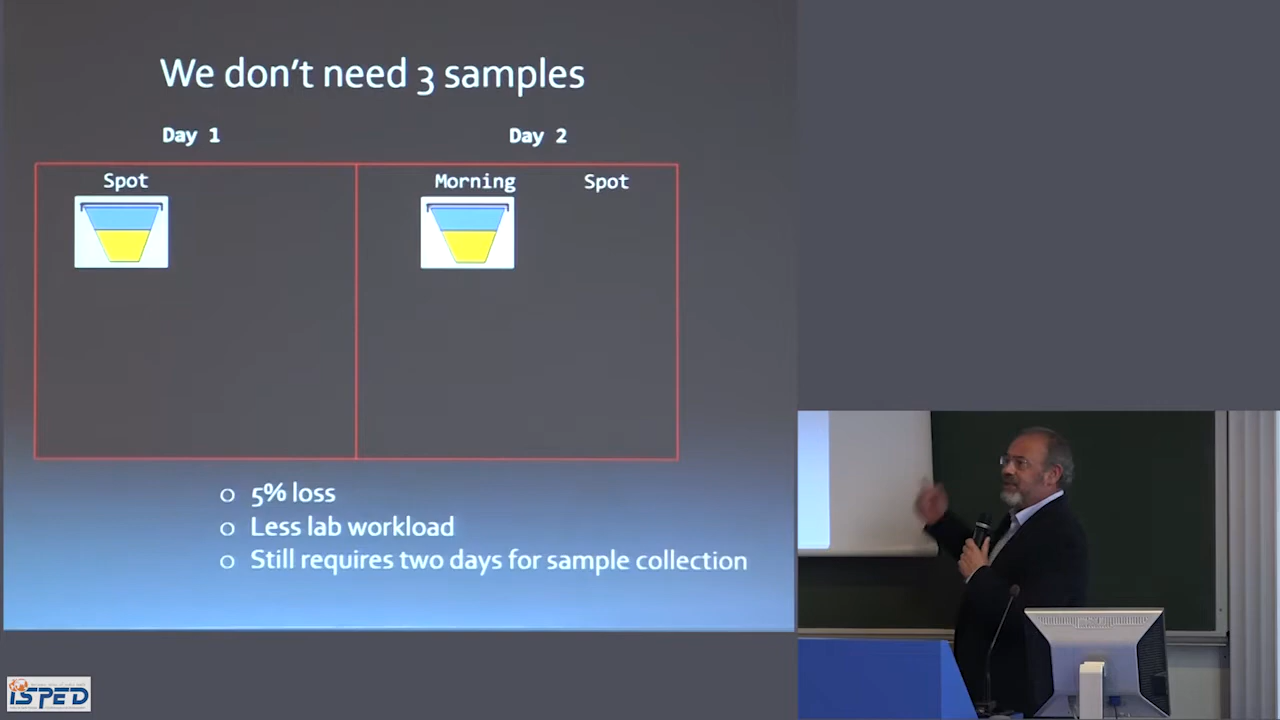 We don't need 3 samples
Day 1 Day 2
Spot Morning Spot
o 5% loss
o Less lab workload
o Still requires two days for sample collection
ISPED